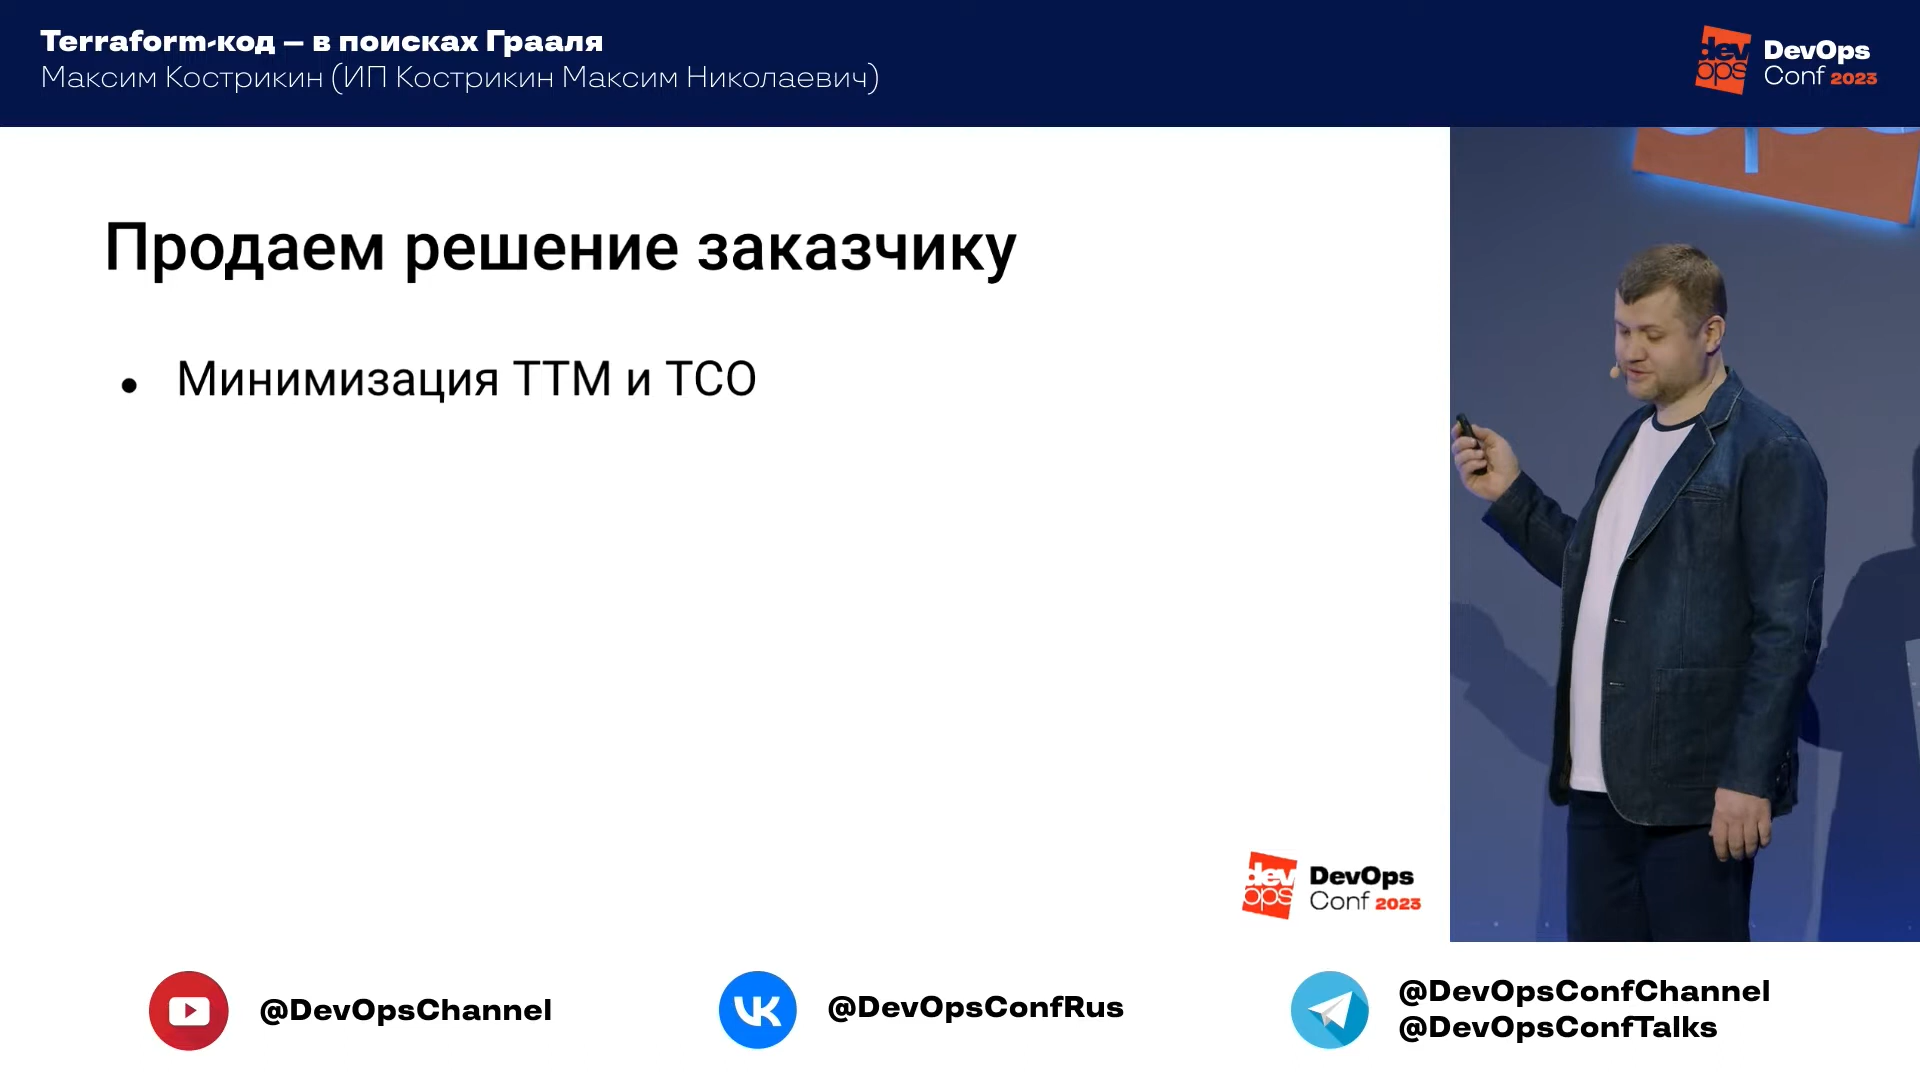 Terraform-код – в поисках Грааля
Максим Кострикин (ИП Кострикин Максим Николаевич)
dev
ops
DevOps
Conf 2023
Продаем решение заказчику
• Минимизация TTM и TCO
dev
ops
DevOps
Conf 2023
@DevOpsChannel
@DevOpsConfRus
@DevOpsConfChannel
@DevOpsConfTalks